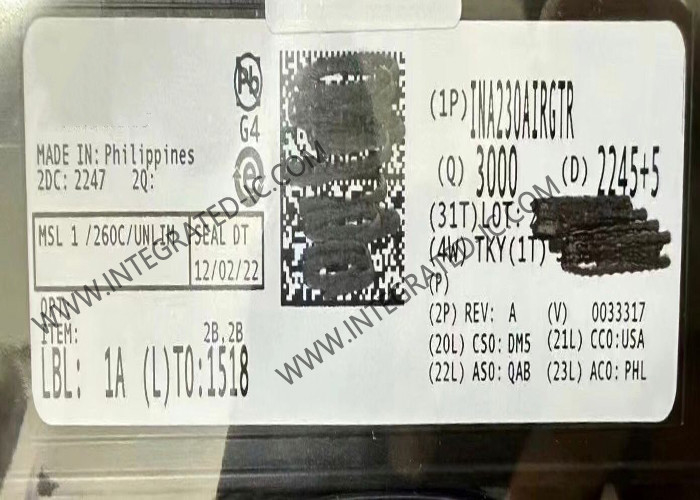 Pb
G4
e
MADE IN: Philippines
2DC: 2247 2Q:
MSL 1 /260C/UNLIM SEAL DT
12/02/22
ITEM:
2B,2B
LBL: 1A (L)TO:1518
(1P)INA230AIRGTR
(Q) 3000 (D) 2245+5
(31T)LOT:
(4W) TKY(1T)
(P)
(2P) REV: A (V) 0033317
(20L) CSO: DM5 (21L) CCO:USA
(22L) ASO: QAB (23L) ACO: PHL
WWW.INTEGRATED-IC.COM
WWW.INTEGRATED-IC.COM